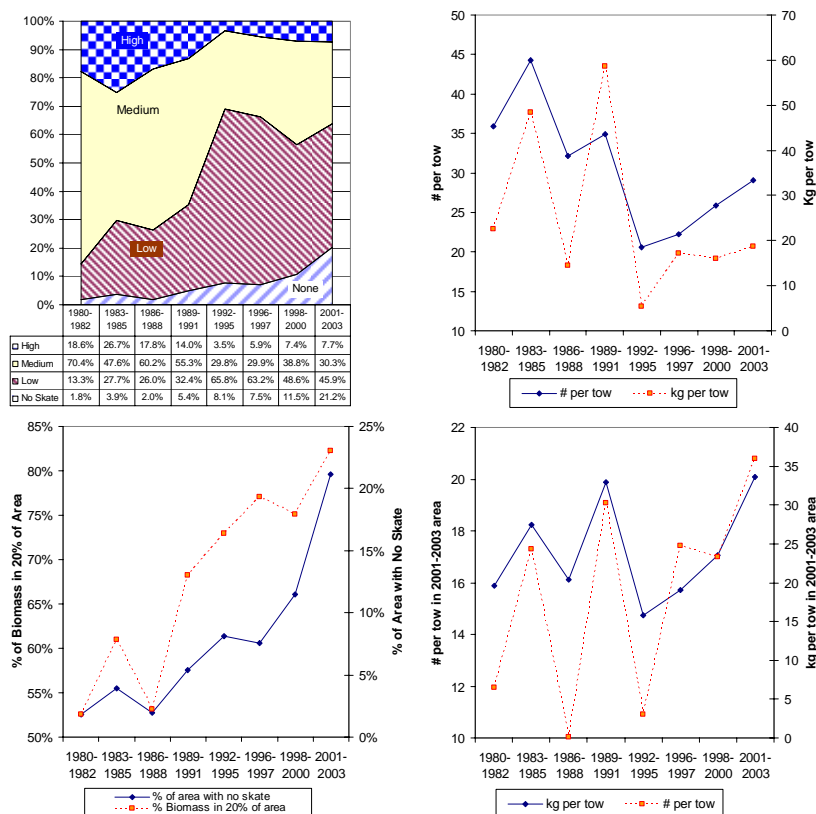 100%
90%
80%
70%
60%
50%
40%
30%
20%
10%
0%
High
Medium
Low
None
1980-1982 1983-1985 1986-1988 1989-1991 1992-1995 1996-1997 1998-2000 2001-2003
High 18.6% 26.7% 17.8% 14.0% 3.5% 5.9% 7.4% 7.7%
Medium 70.4% 47.6% 60.2% 55.3% 29.8% 29.9% 38.8% 30.3%
Low 13.3% 27.7% 26.0% 32.4% 65.8% 63.2% 48.6% 45.9%
No Skate 1.8% 3.9% 2.0% 5.4% 8.1% 7.5% 11.5% 21.2%
# per tow
50
45
40
35
30
25
20
15
10
Kg per tow
70
60
50
40
30
20
10
0
1980- 1983- 1986- 1989- 1992- 1996- 1998- 2001-
1982 1985 1988 1991 1995 1997 2000 2003
# per tow kg per tow
% of Biomass in 20% of Area
85%
80%
75%
70%
65%
60%
55%
50%
% of Area with No Skate
25%
20%
15%
10%
5%
0%
1980- 1983- 1986- 1989- 1992- 1996- 1998- 2001-
1982 1985 1988 1991 1995 1997 2000 2003
% of area with no skate
% Biomass in 20% of area
# per tow in 2001-2003 area
22
20
18
16
14
12
10
kg per tow in 2001-2003 area
40
35
30
25
20
15
10
5
0
1980- 1983- 1986- 1989- 1992- 1996- 1998- 2001-
1982 1985 1988 1991 1995 1997 2000 2003
kg per tow # per tow